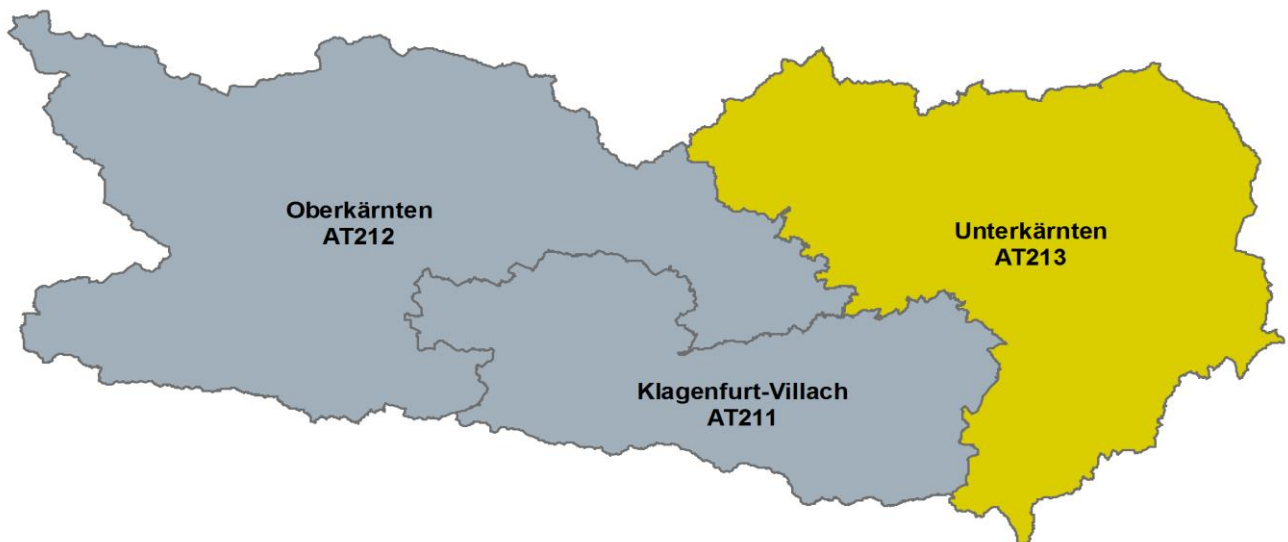 Oberkärnten
AT212
Unterkärnten
AT213
Klagenfurt-Villach
AT211